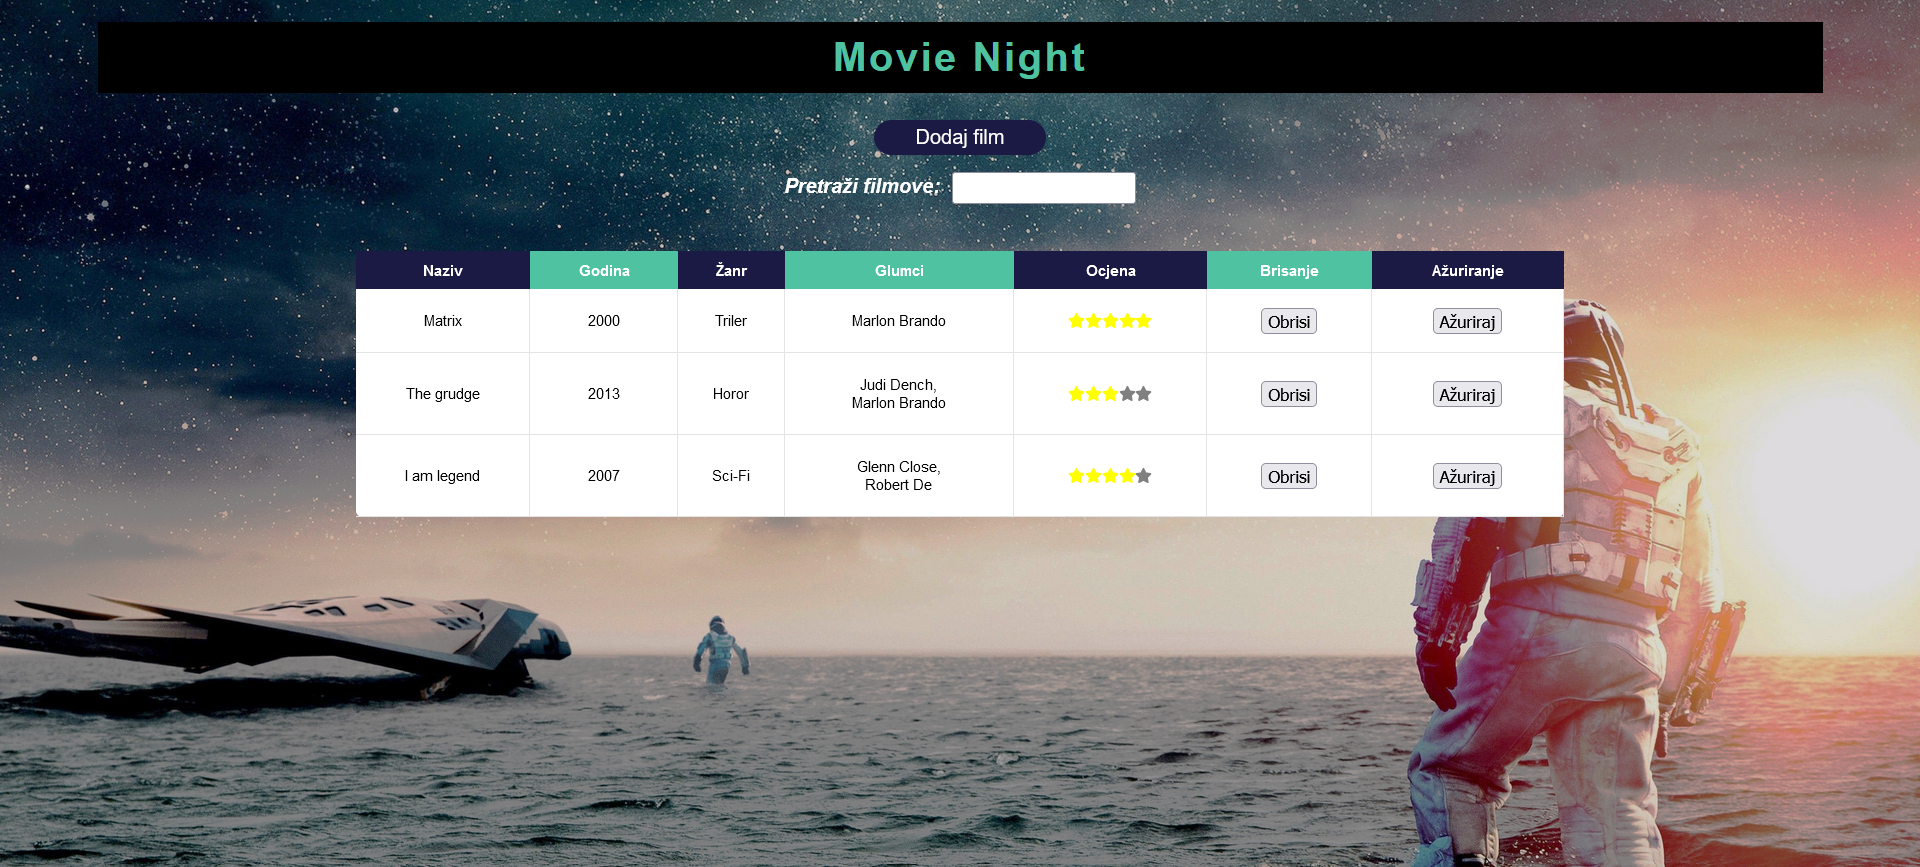 Movie Night
Dodaj film
Pretraži filmove:
Naziv Godina Žanr Glumci Ocjena Brisanje Ažuriranje
Matrix 2000 Triler Marlon Brando Obrisi Ažuriraj
The grudge 2013 Horor Judi Dench,
Marlon Brando Obrisi Ažuriraj
I am legend 2007 Sci-Fi Glenn Close,
Robert De Obrisi Ažuriraj